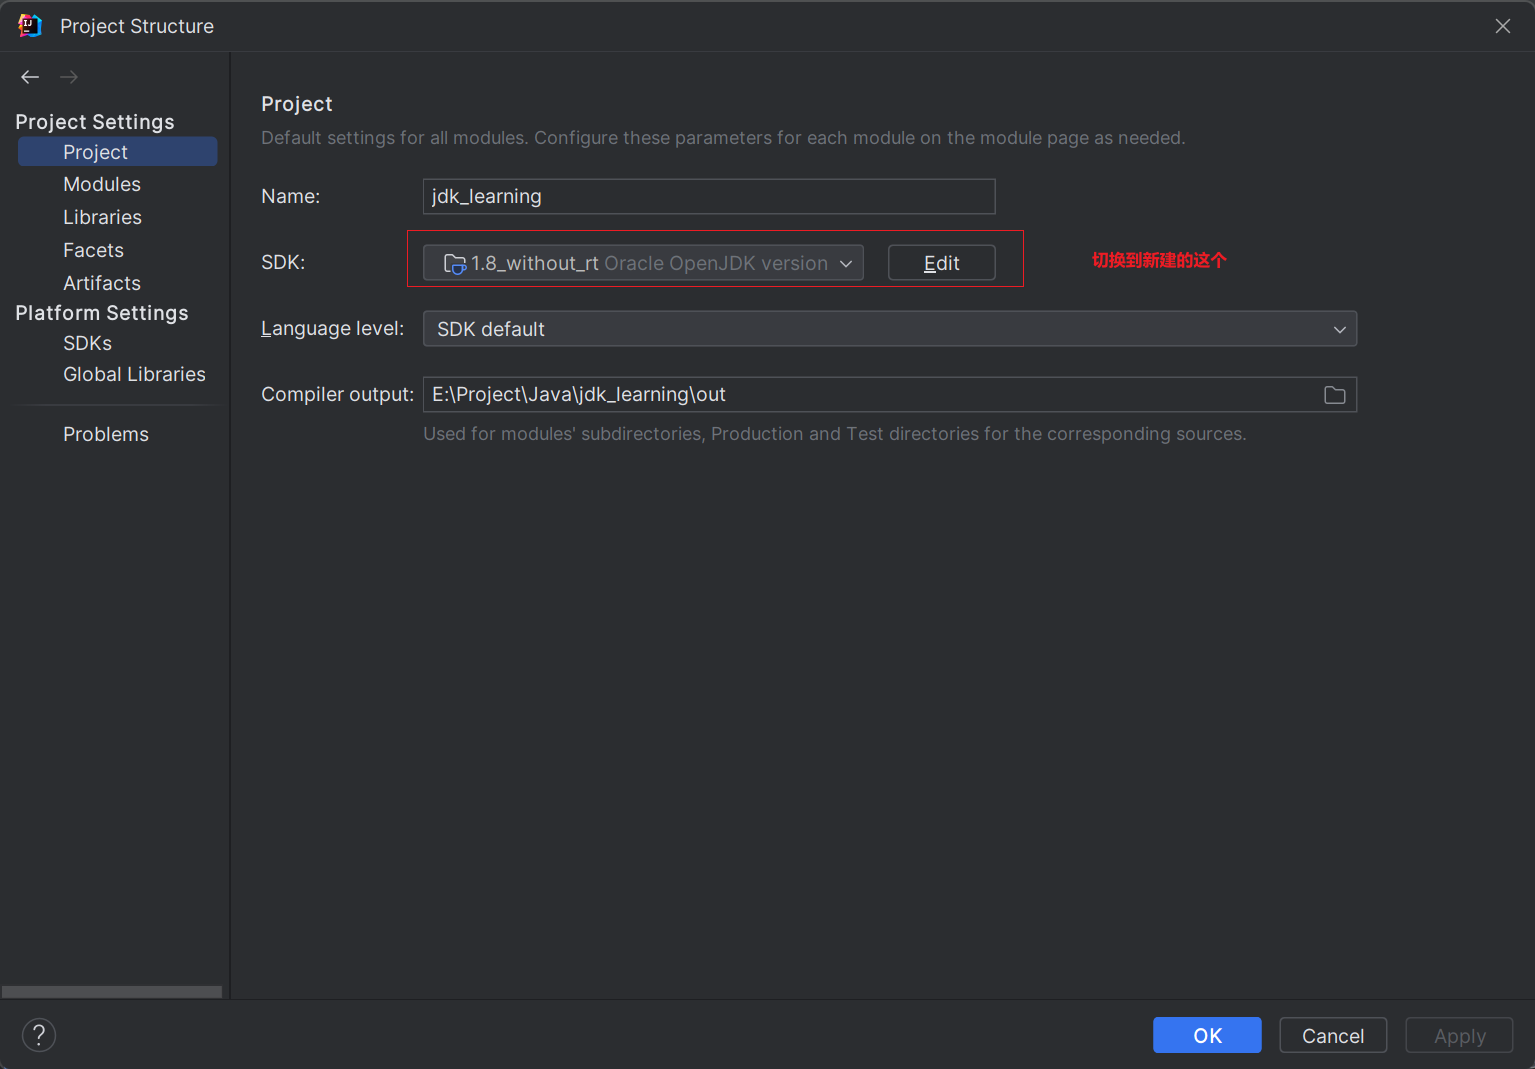 Project Structure
Project Settings
Project
Modules
Libraries
Facets
Artifacts
Platform Settings
SDKs
Global Libraries
Problems
Project
Default settings for all modules. Configure these parameters for each module on the module page as needed.
Name: jdk_learning
SDK: 1.8_without_rt Oracle OpenJDK version Edit 切换到新建的这个
Language level: SDK default
Compiler output: E:\Project\Java\jdk_learning\out
Used for modules' subdirectories, Production and Test directories for the corresponding sources.
? OK Cancel Apply